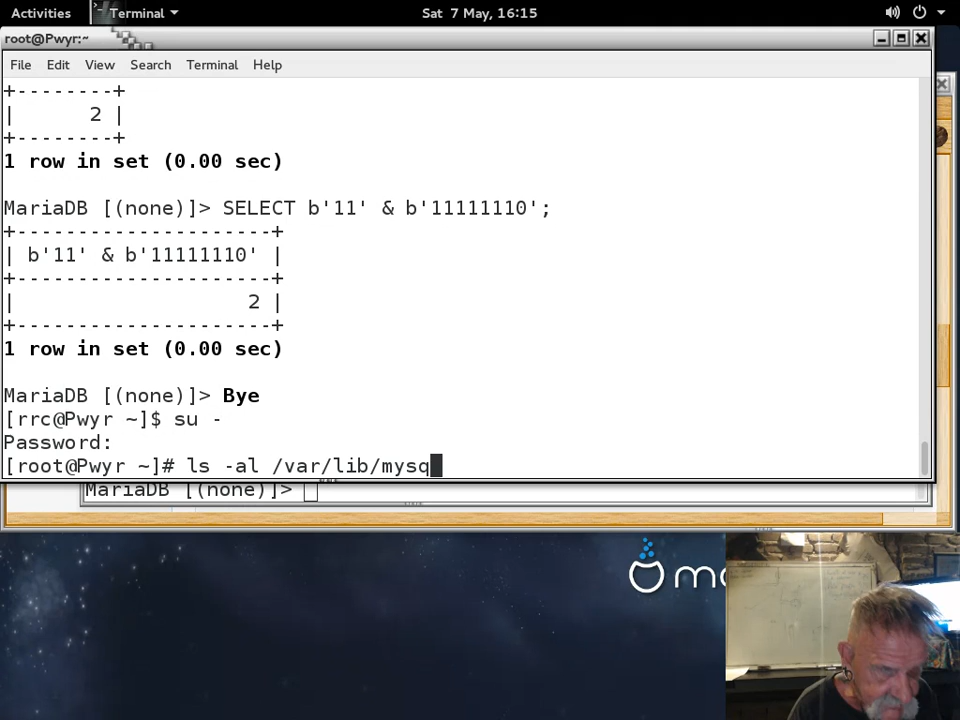 Activities
Terminal
Sat 7 May, 16:15
root@Pwyr:~
File Edit View Search Terminal Help
+--------+
|      2 |
+--------+
1 row in set (0.00 sec)
MariaDB [(none)]> SELECT b'11' & b'11111110';
+---------------------+
| b'11' & b'11111110' |
+---------------------+
|                   2 |
+---------------------+
1 row in set (0.00 sec)
MariaDB [(none)]> Bye
[rrc@Pwyr ~]$ su -
Password:
[root@Pwyr ~]# ls -al /var/lib/mysq
MariaDB [(none)]>